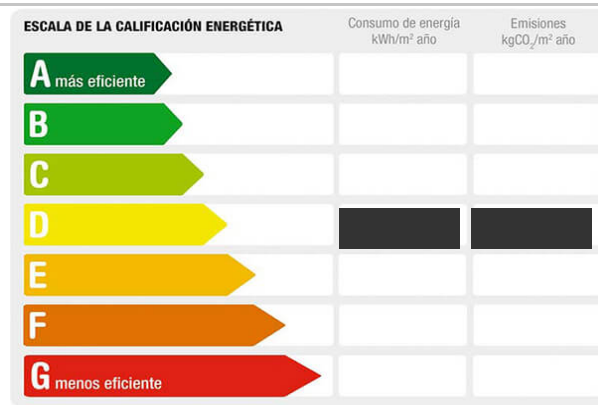 ESCALA DE LA CALIFICACIÓN ENERGÉTICA
Consumo de energía
kWh/m² año
Emisiones
kgCO₂/m² año
A más eficiente
B
C
D
E
F
G menos eficiente